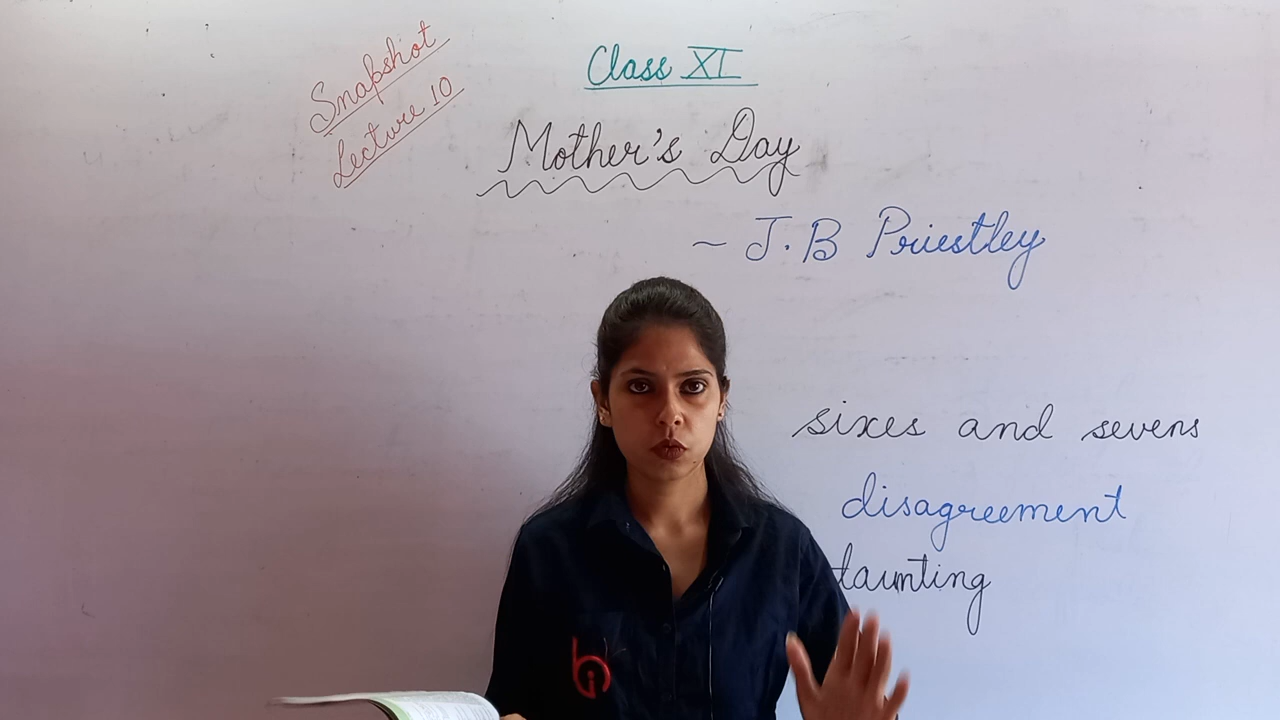 Snapshot
Lecture 10
Class XI
Mother's Day
~ J.B Priestley
sixes and sevens
disagreement
taunting